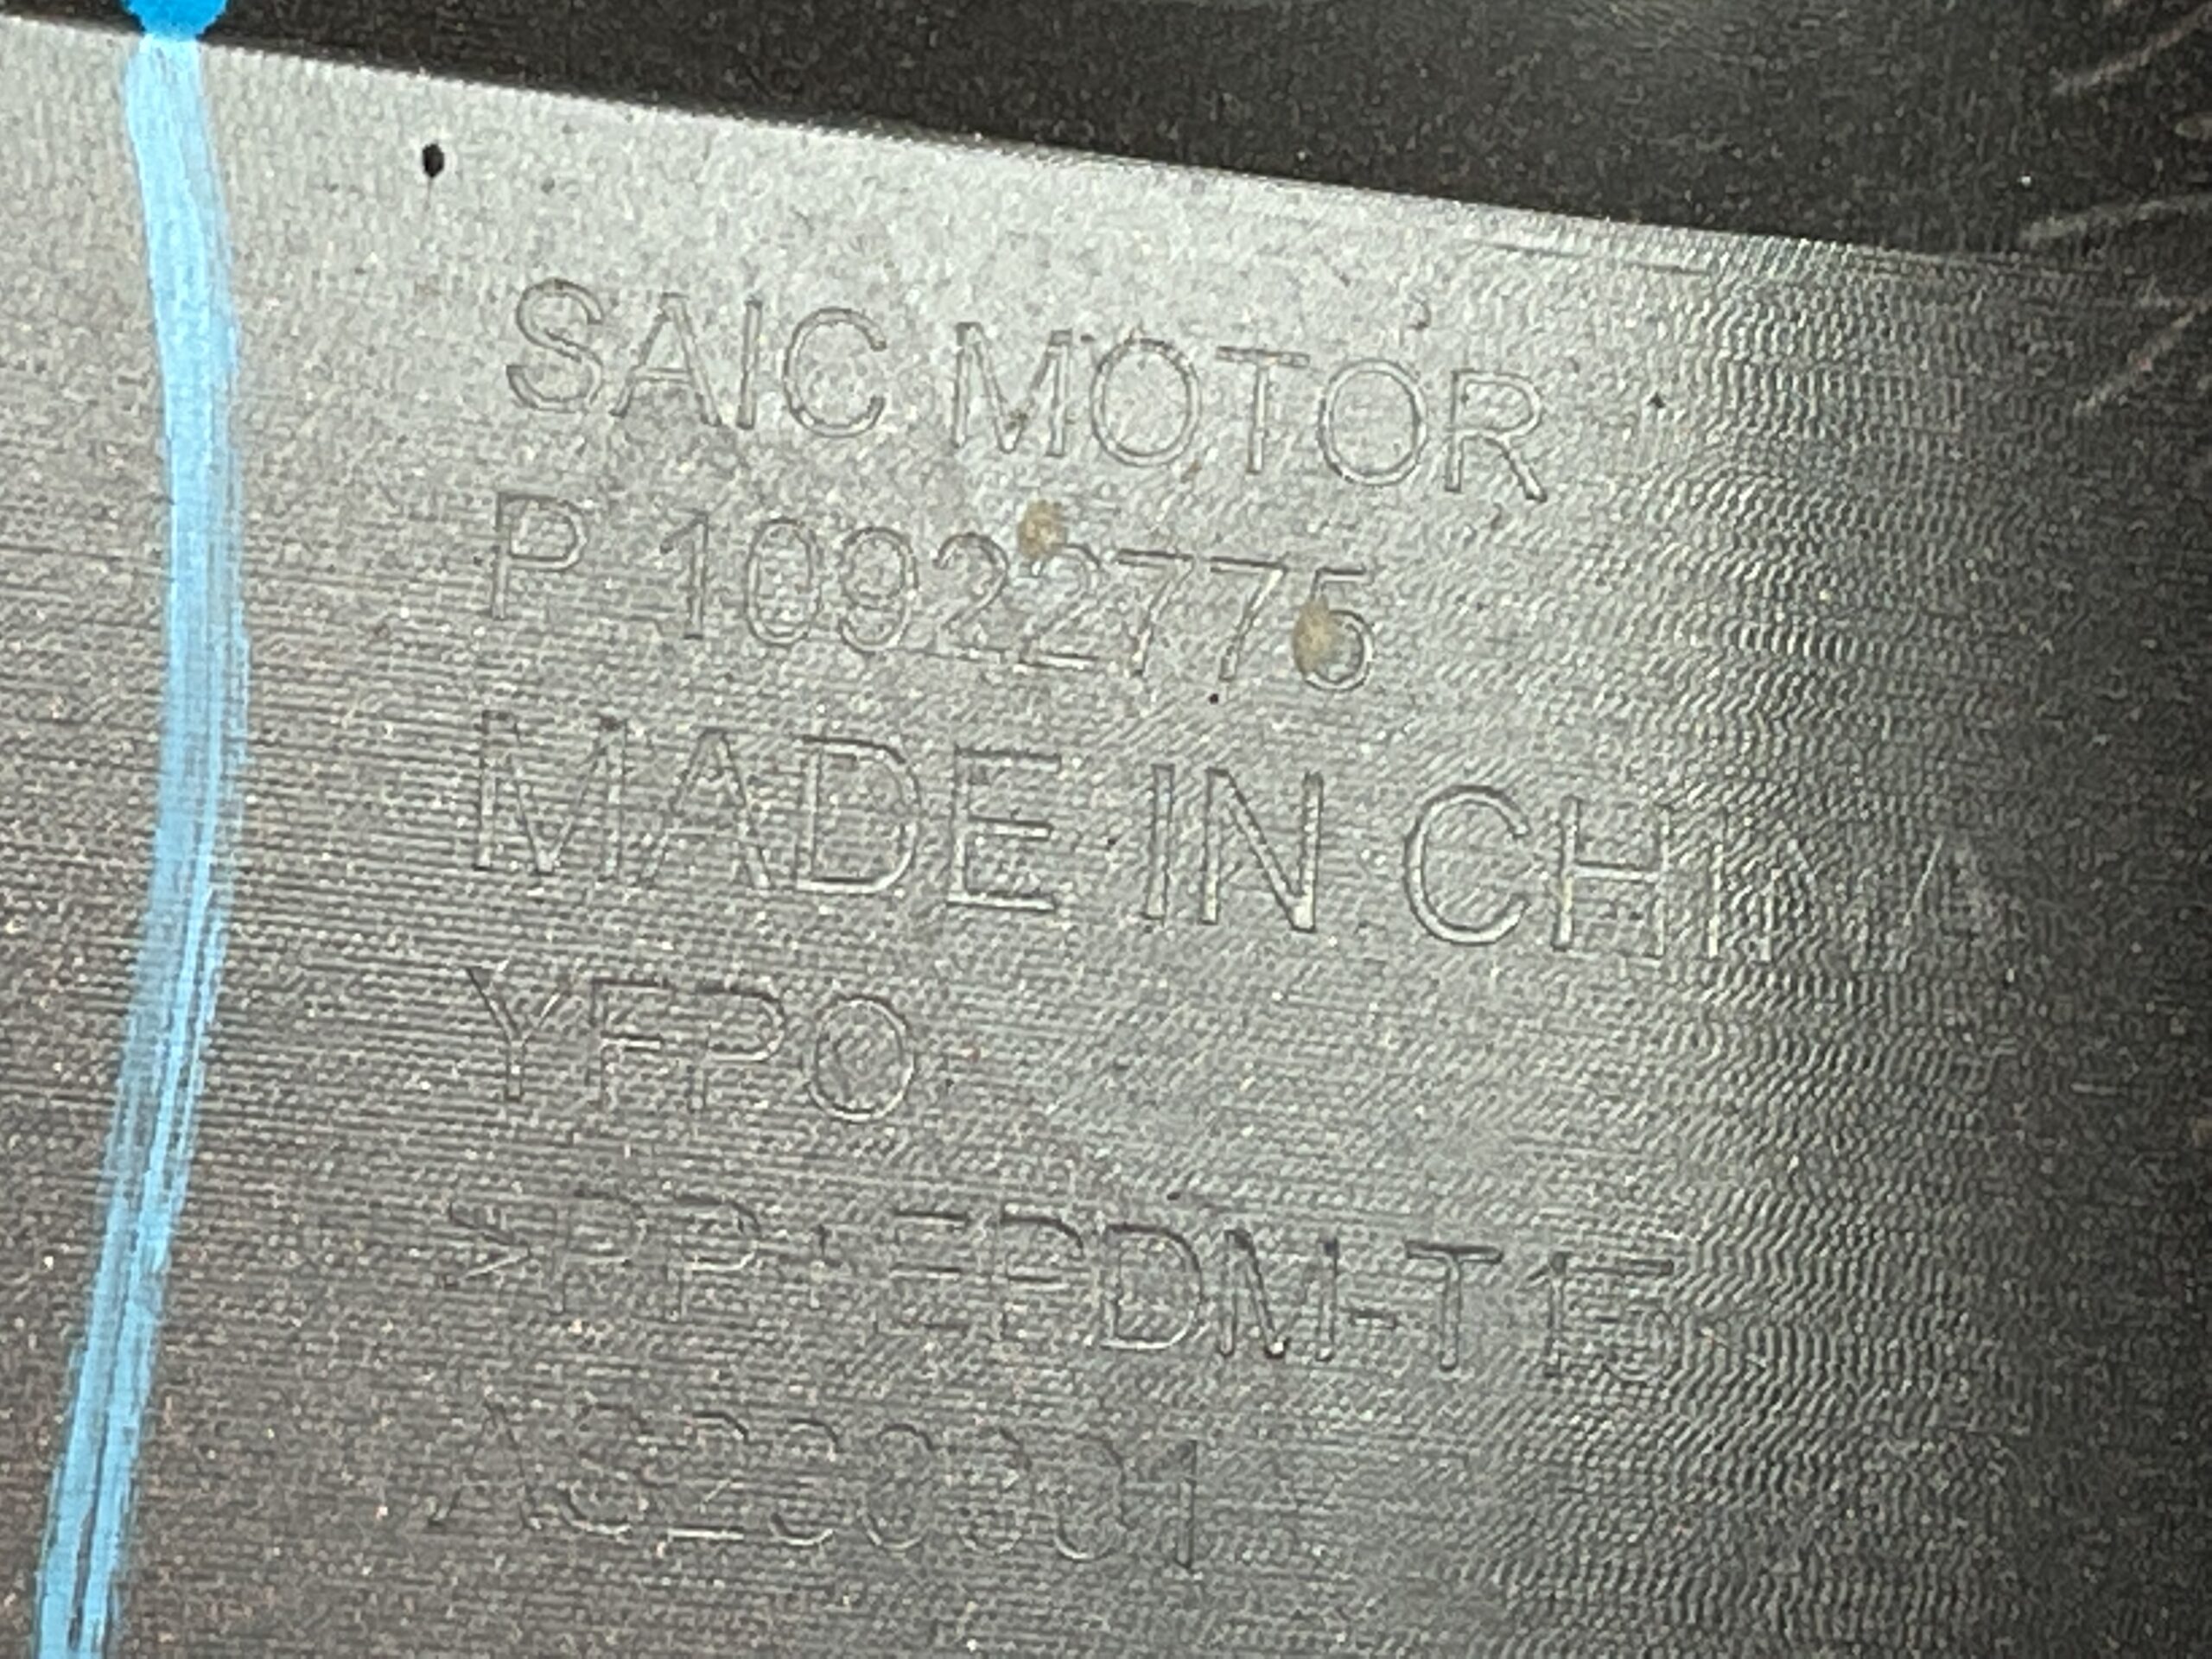 SAIC MOTOR
P 10922775
MADE IN CHINA
YFPO
>PP+EPDM-T15